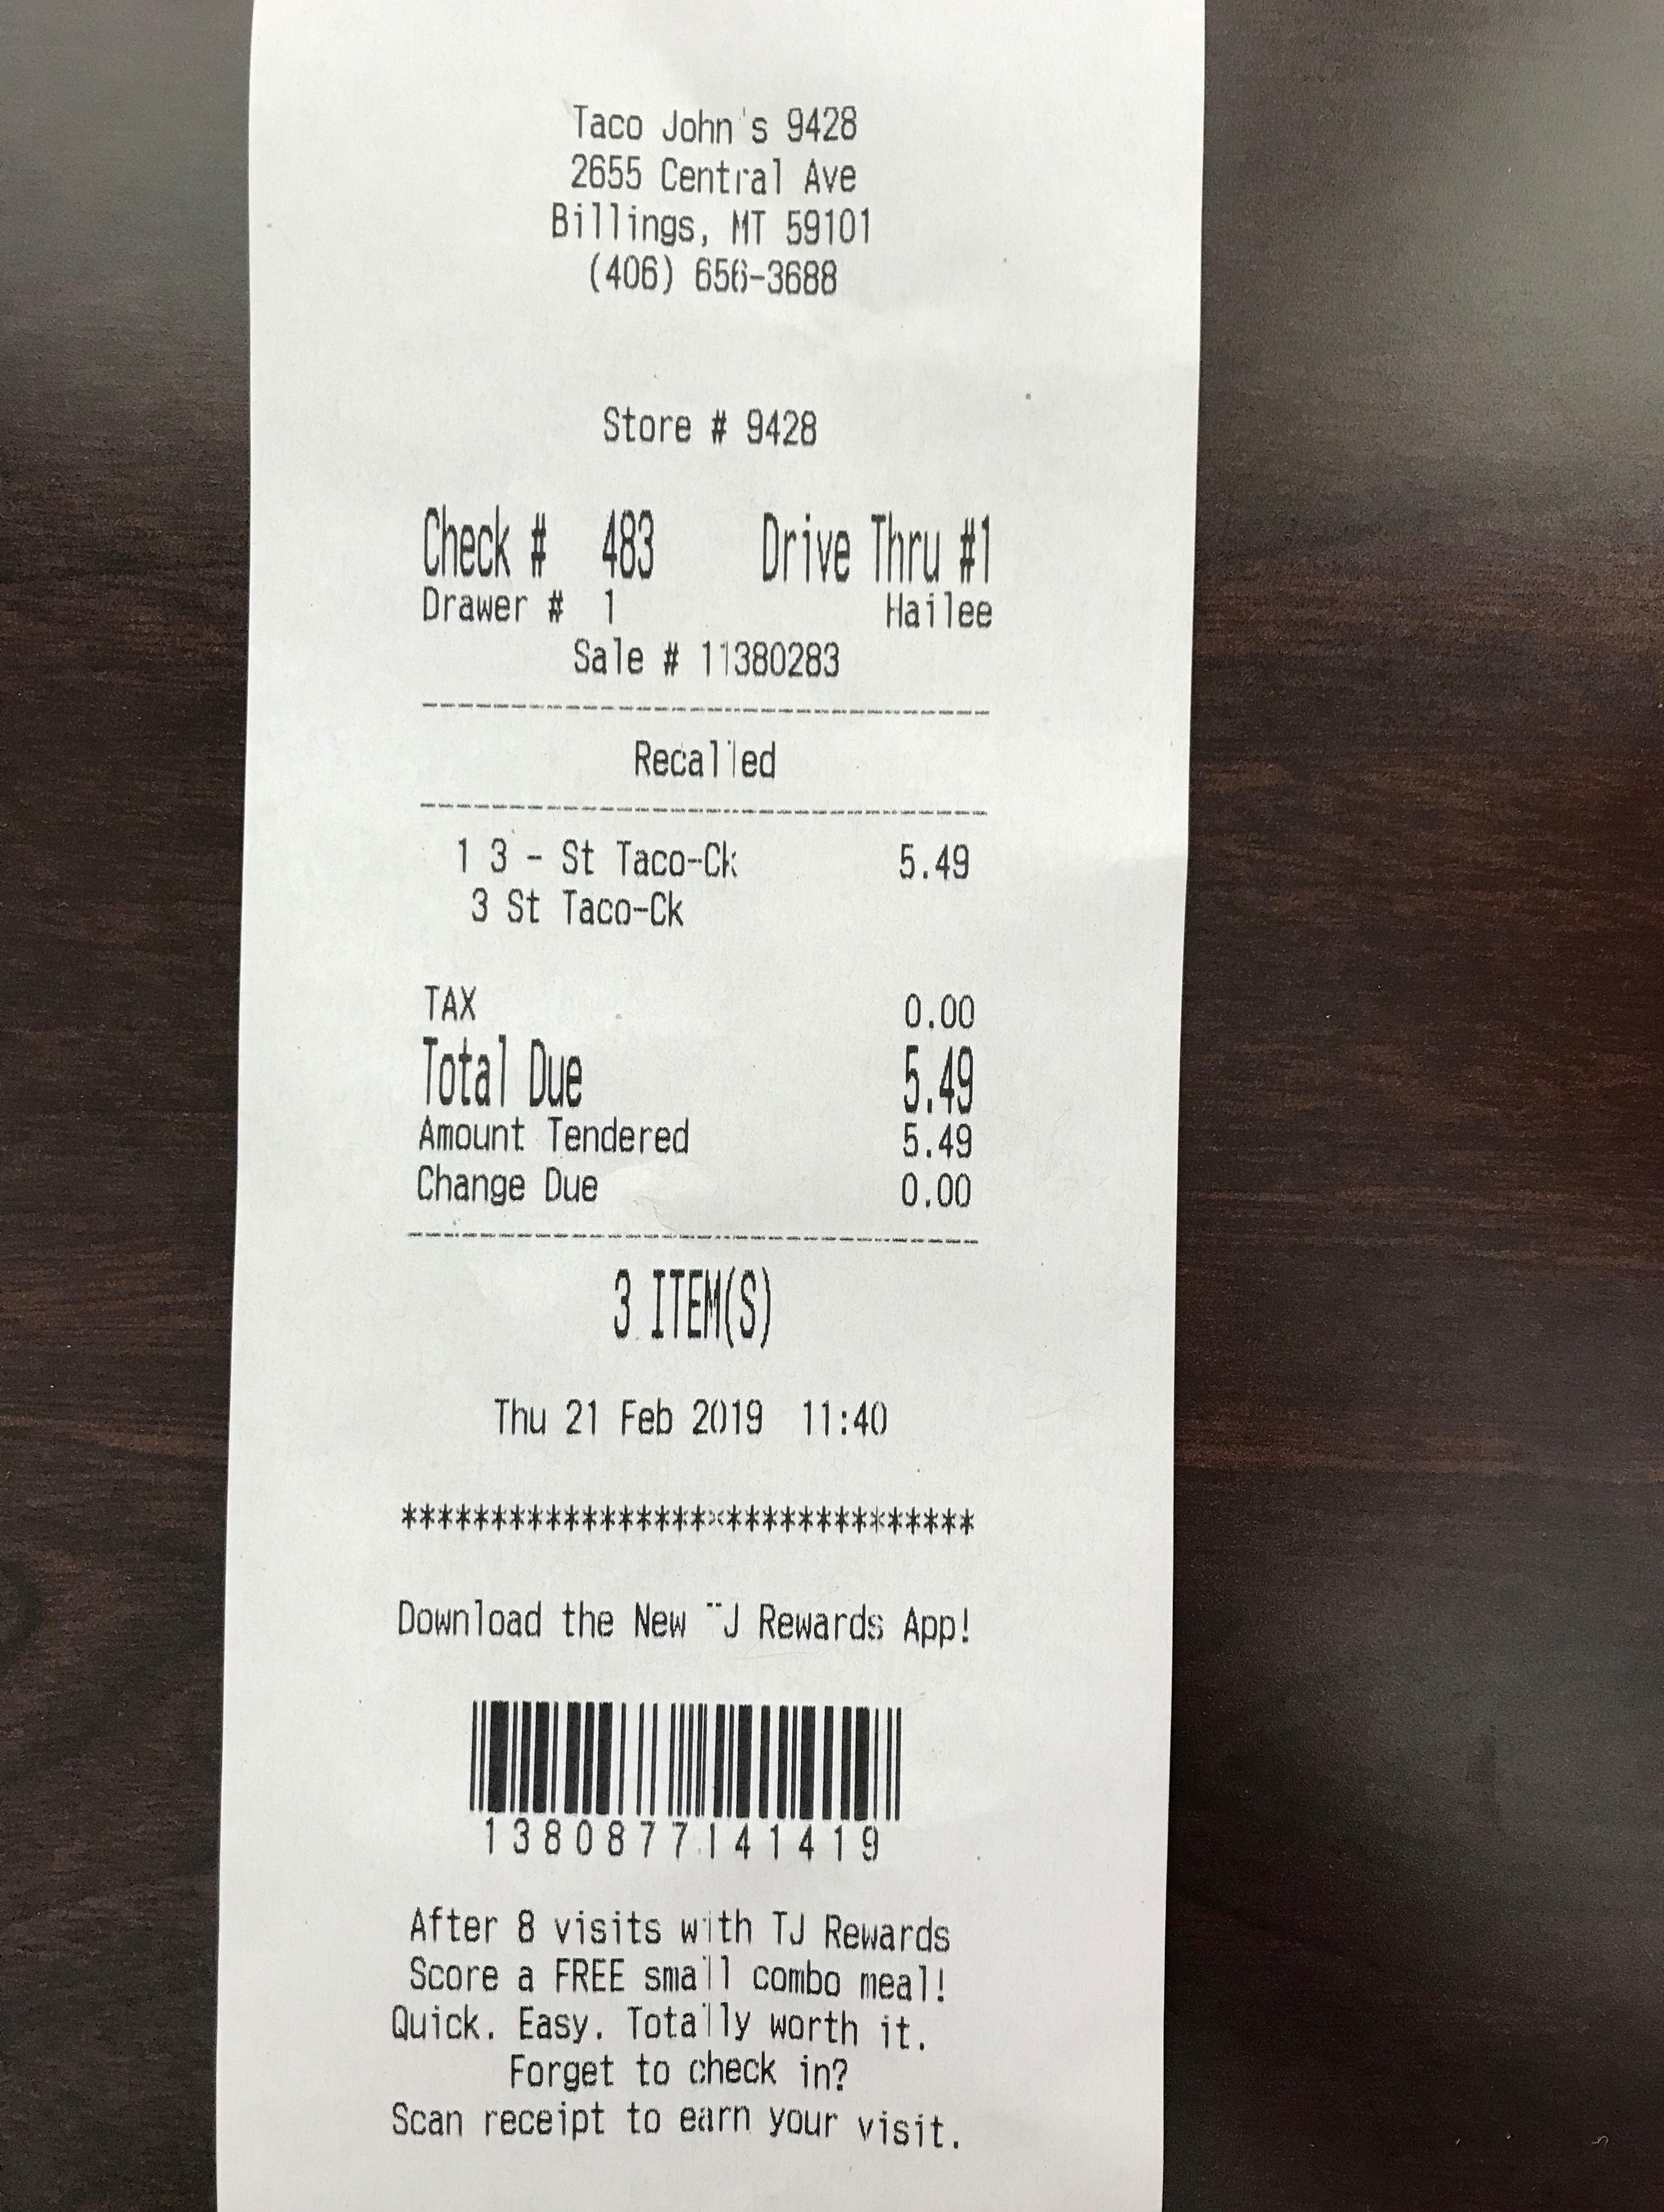 Taco John's 9428
2655 Central Ave
Billings, MT 59101
(406) 656-3688
Store # 9428
Check # 483 Drive Thru #1
Drawer # 1 Hailee
Sale # 11380283
--------------------------------
Recalled
--------------------------------
1 3 - St Taco-Ck 5.49
3 St Taco-Ck
TAX 0.00
Total Due 5.49
Amount Tendered 5.49
Change Due 0.00
--------------------------------
3 ITEM(S)
Thu 21 Feb 2019 11:40
********************************
Download the New TJ Rewards App!
1380877141419
After 8 visits with TJ Rewards
Score a FREE small combo meal!
Quick. Easy. Totally worth it.
Forget to check in?
Scan receipt to earn your visit.